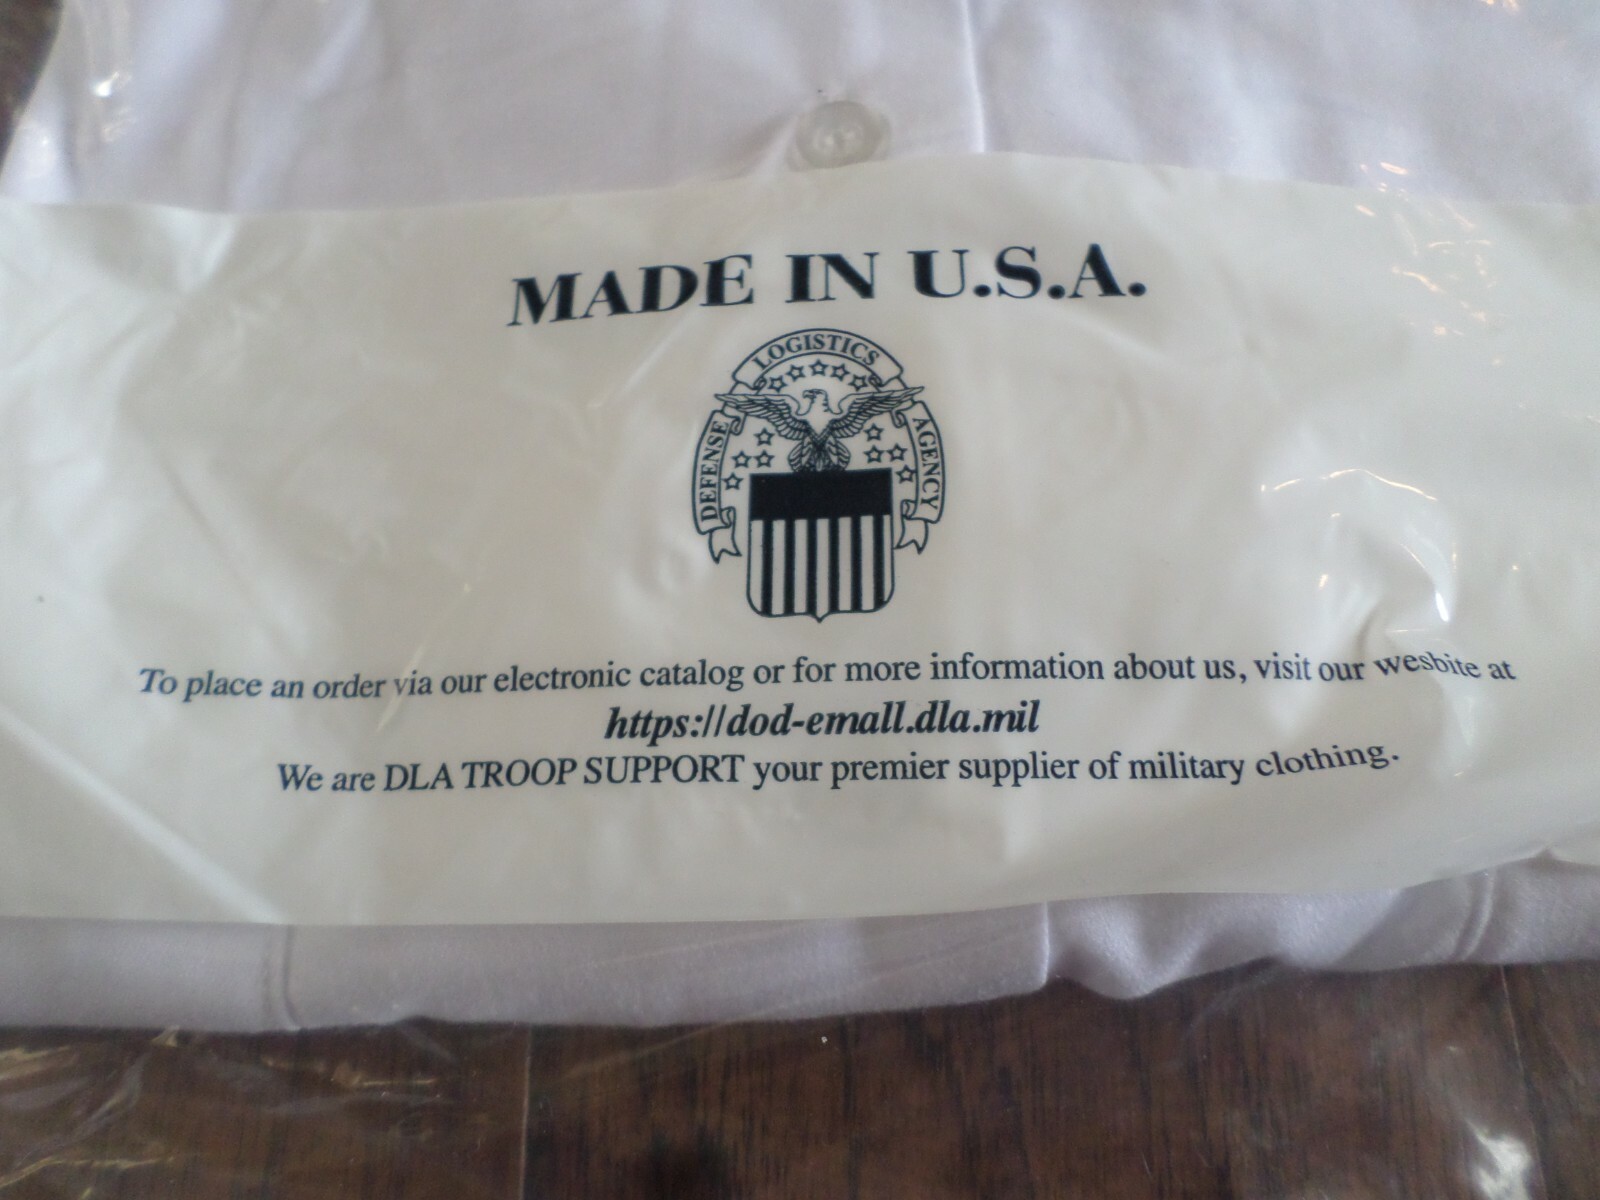 MADE IN U.S.A.
DEFENSE LOGISTICS AGENCY
To place an order via our electronic catalog or for more information about us, visit our wesbite at
https://dod-emall.dla.mil
We are DLA TROOP SUPPORT your premier supplier of military clothing.